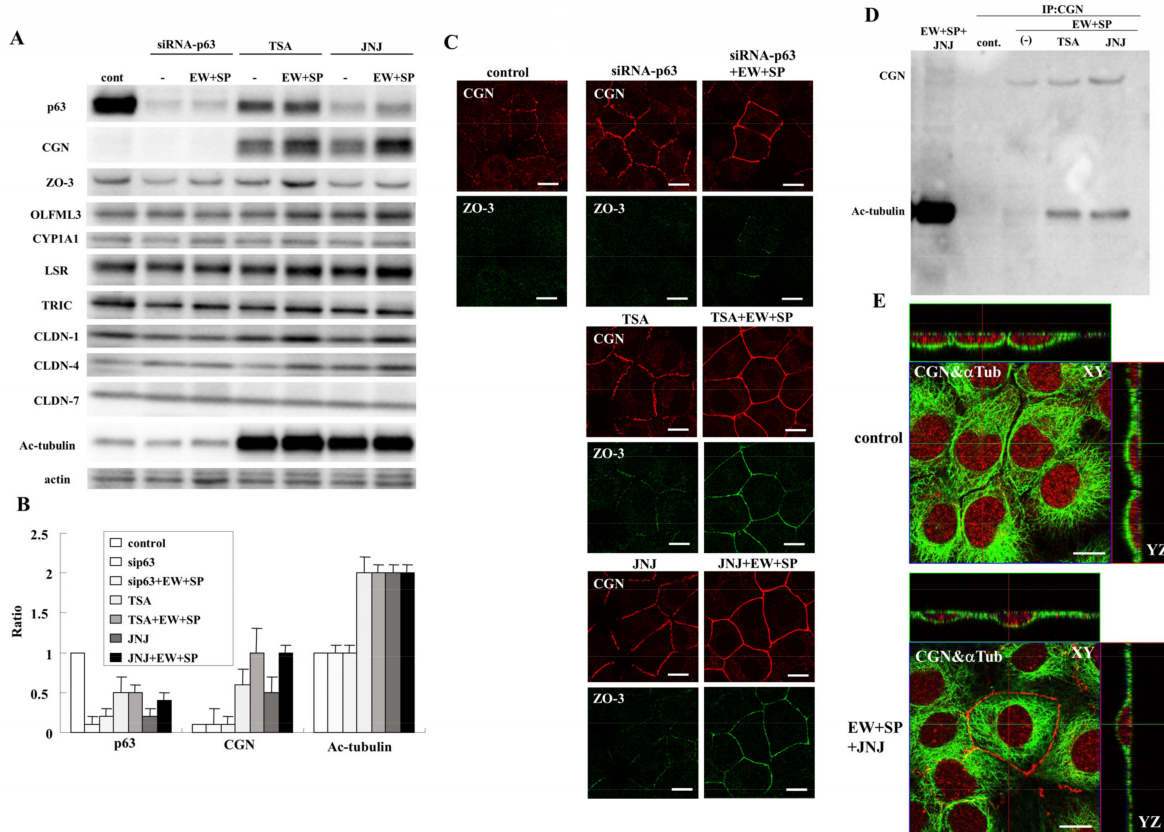 A
siRNA-p63 TSA JNJ
cont - EW+SP - EW+SP - EW+SP
p63
CGN
ZO-3
OLFML3
CYP1A1
LSR
TRIC
CLDN-1
CLDN-4
CLDN-7
Ac-tubulin
actin
B
2.5
2
1.5
1
0.5
0
Ratio
control
sip63
sip63+EW+SP
TSA
TSA+EW+SP
JNJ
JNJ+EW+SP
p63 CGN Ac-tubulin
C
control siRNA-p63 siRNA-p63
+EW+SP
CGN CGN
ZO-3 ZO-3
TSA TSA+EW+SP
CGN
ZO-3
JNJ JNJ+EW+SP
CGN
ZO-3
D
IP:CGN
EW+SP+
JNJ
cont.
EW+SP
(-) TSA JNJ
CGN
Ac-tubulin
E
control
CGN&αTub XY
YZ
EW+SP
+JNJ
CGN&αTub XY
YZ